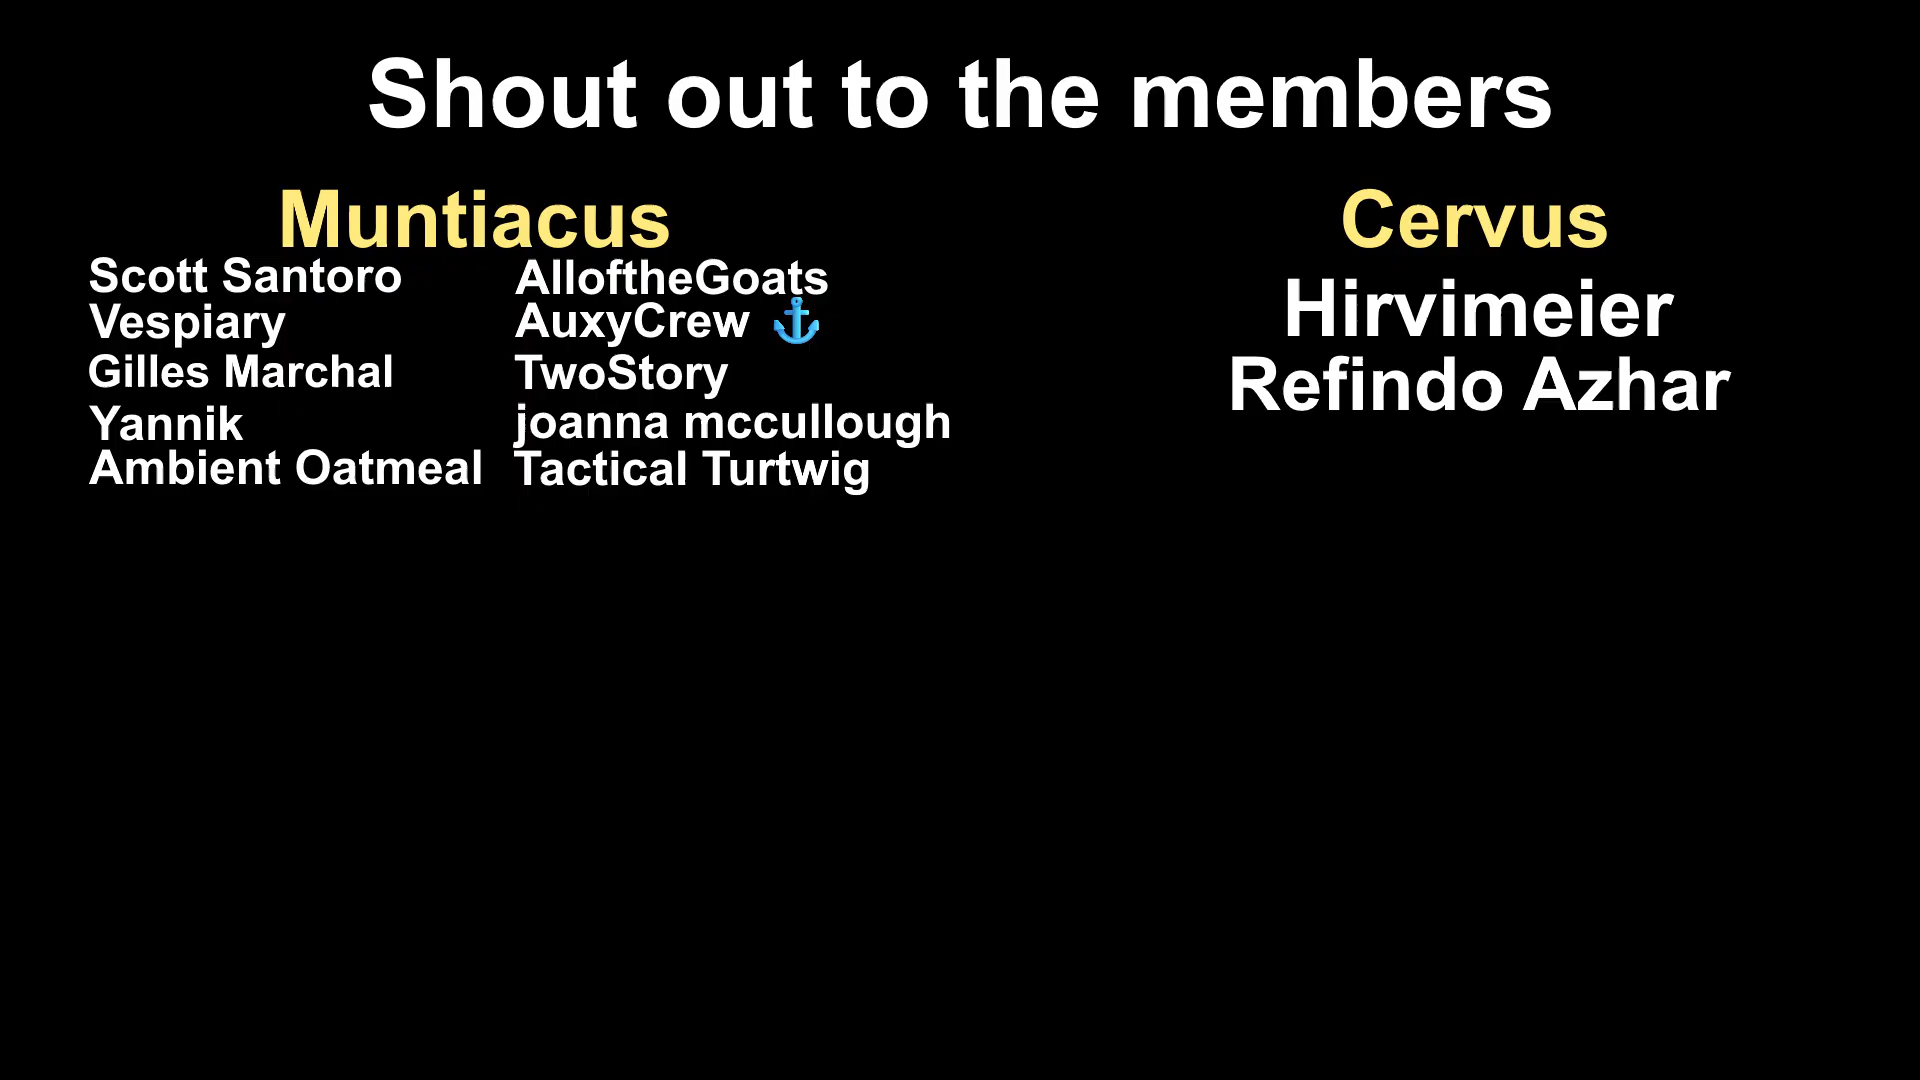 Shout out to the members
Muntiacus
Scott Santoro
Vespiary
Gilles Marchal
Yannik
Ambient Oatmeal
AlloftheGoats
AuxyCrew ⚓
TwoStory
joanna mccullough
Tactical Turtwig
Cervus
Hirvimeier
Refindo Azhar